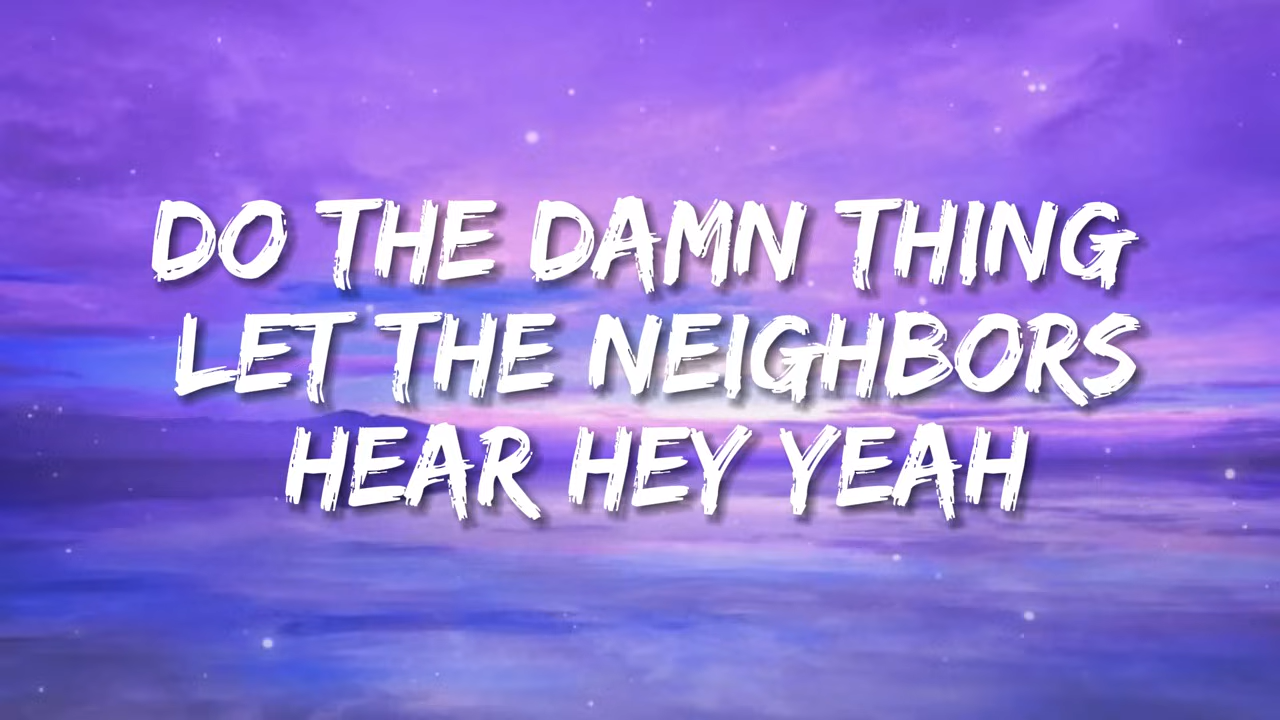 DO THE DAMN THING
LET THE NEIGHBORS
HEAR HEY YEAH